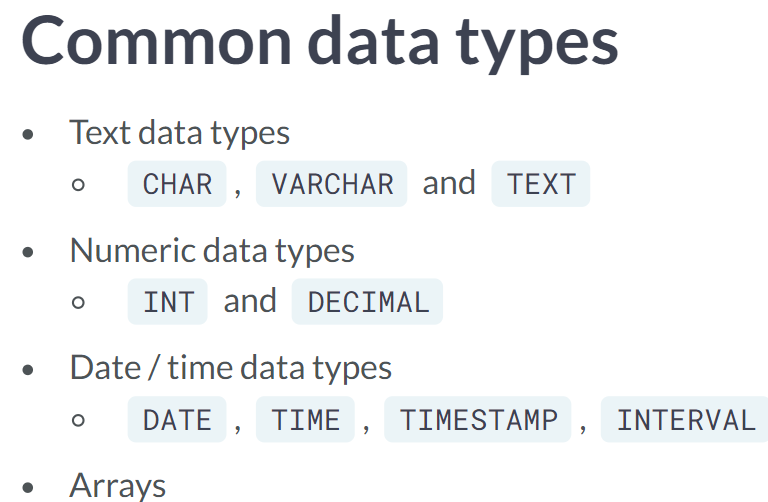 Common data types
• Text data types
○ CHAR, VARCHAR and TEXT
• Numeric data types
○ INT and DECIMAL
• Date / time data types
○ DATE, TIME, TIMESTAMP, INTERVAL
• Arrays